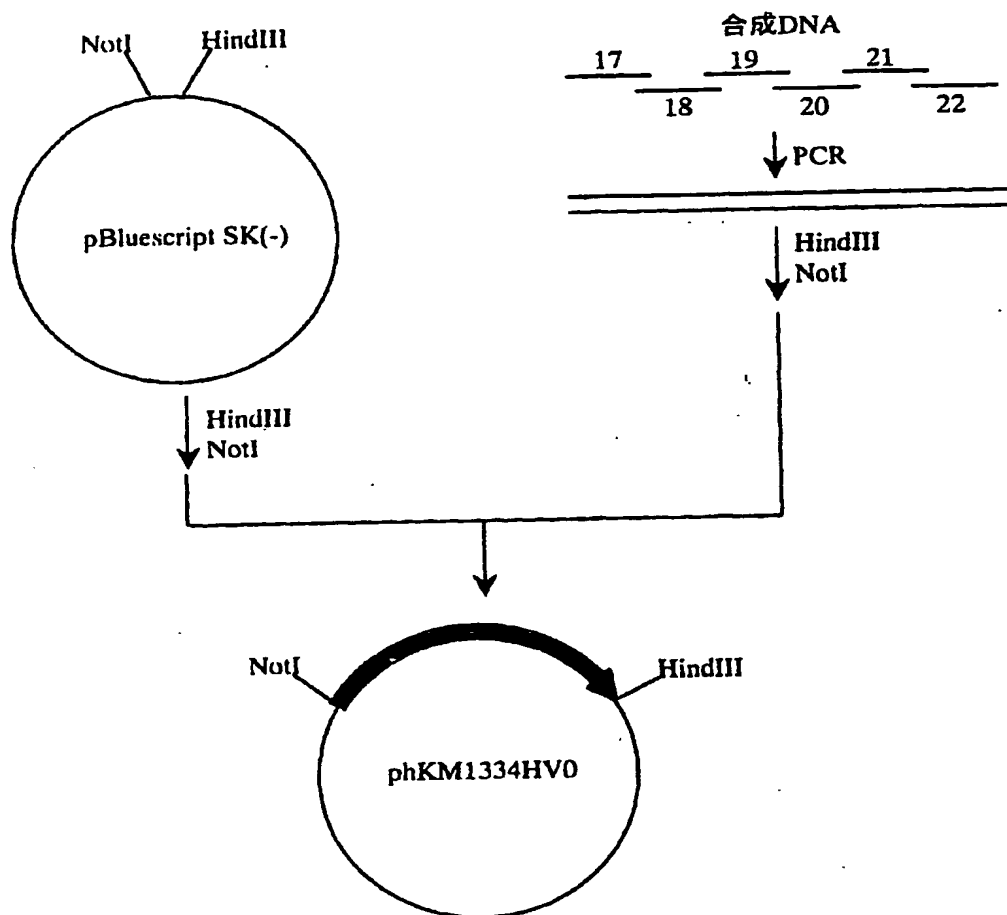 NotI
HindIII
pBluescript SK(-)
HindIII
NotI
合成DNA
17
19
21
18
20
22
PCR
HindIII
NotI
NotI
HindIII
phKM1334HV0